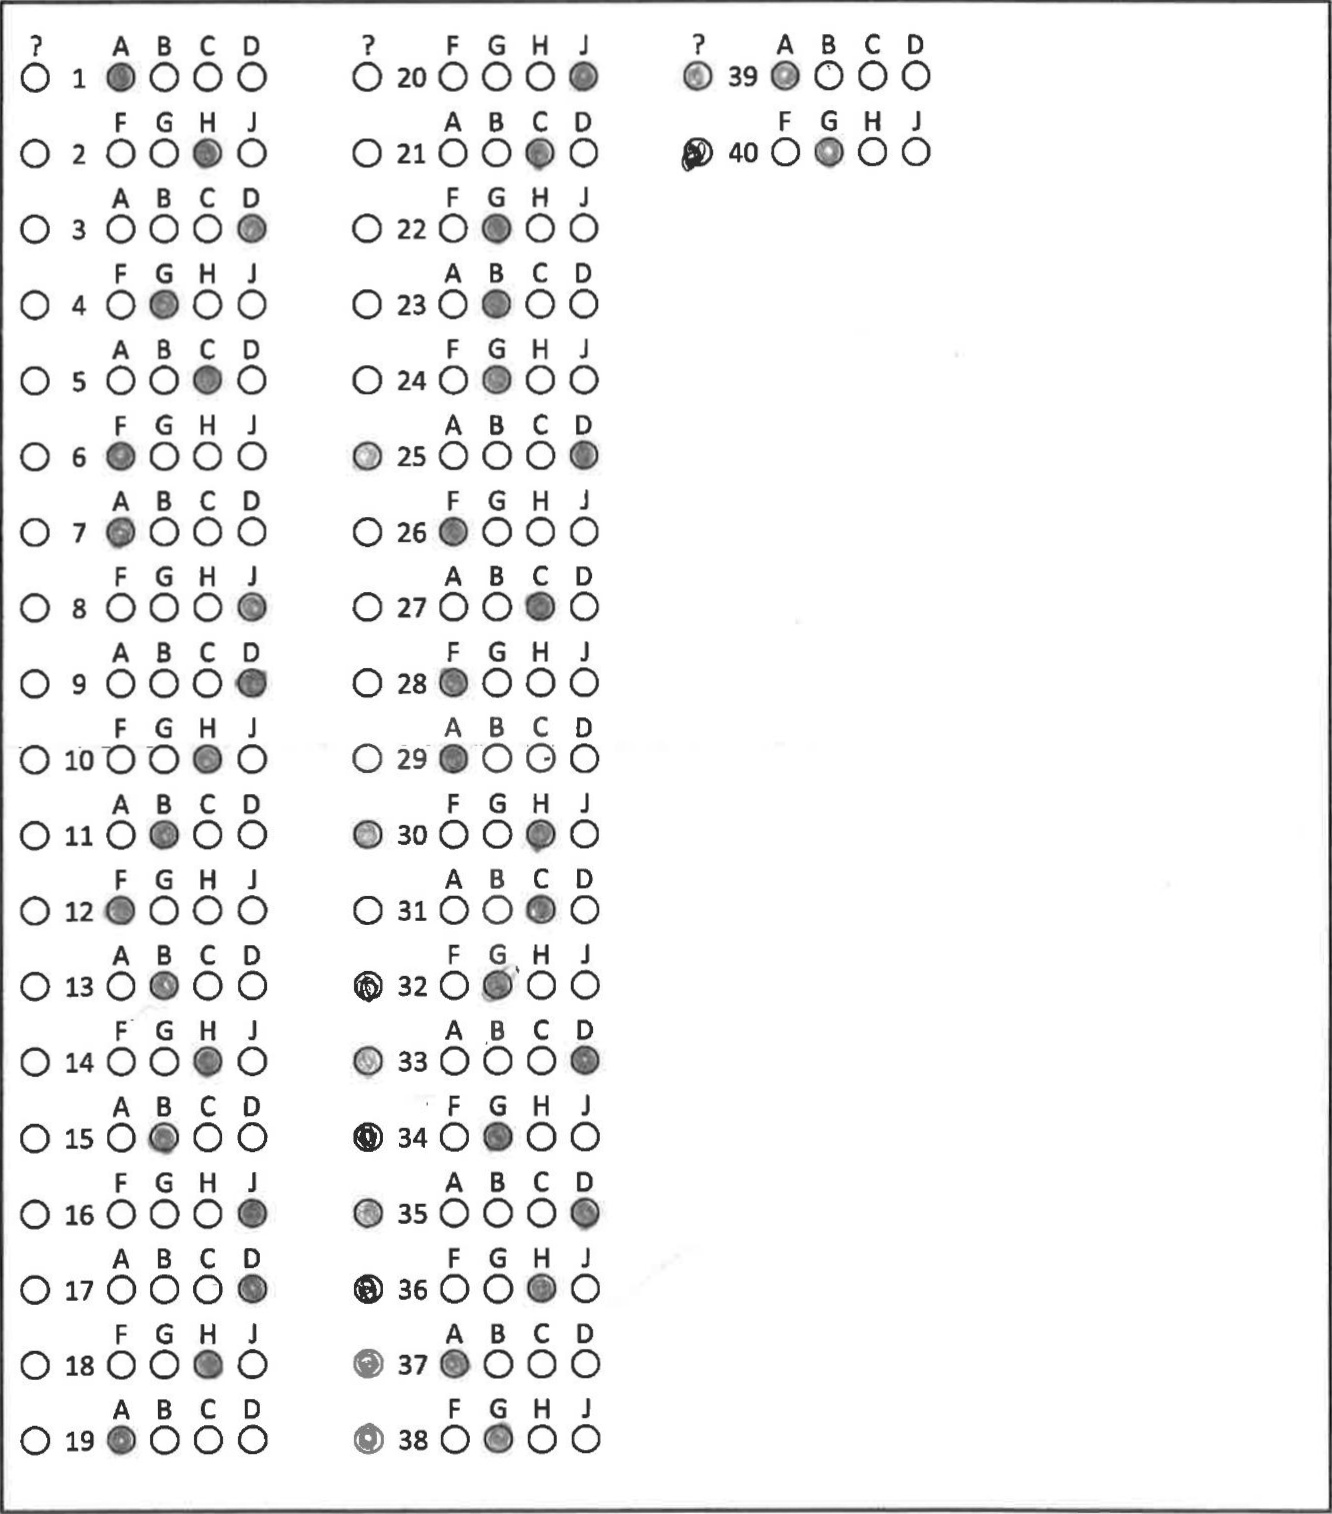 ? A B C D
1
F G H J
2
A B C D
3
F G H J
4
A B C D
5
F G H J
6
A B C D
7
F G H J
8
A B C D
9
F G H J
10
A B C D
11
F G H J
12
A B C D
13
F G H J
14
A B C D
15
F G H J
16
A B C D
17
F G H J
18
A B C D
19
? F G H J
20
A B C D
21
F G H J
22
A B C D
23
F G H J
24
A B C D
25
F G H J
26
A B C D
27
F G H J
28
A B C D
29
F G H J
30
A B C D
31
F G H J
32
A B C D
33
F G H J
34
A B C D
35
F G H J
36
A B C D
37
F G H J
38
? A B C D
39
F G H J
40